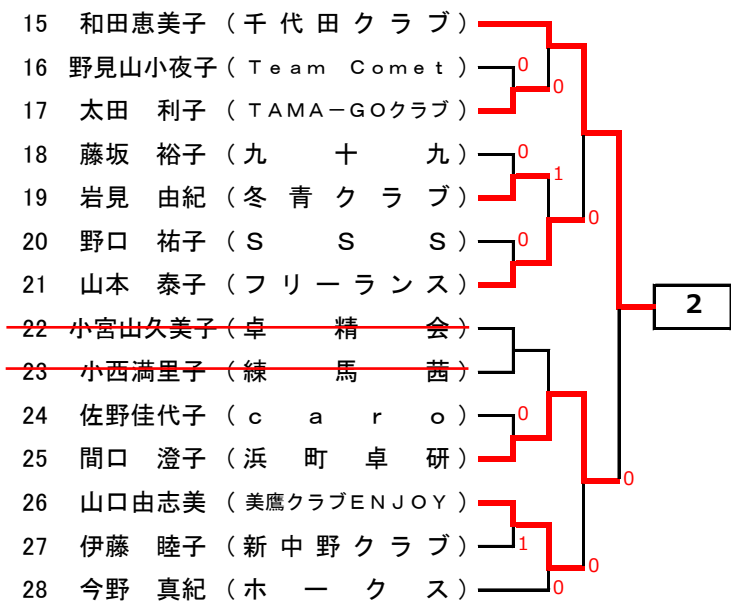 15 和田恵美子 (千代田クラブ)
16 野見山小夜子 (Team Comet) 0
0
17 太田 利子 (TAMA-GOクラブ)
18 藤坂 裕子 (九十九) 0
1
19 岩見 由紀 (冬青クラブ)
0
20 野口 祐子 (SSS) 0
21 山本 泰子 (フリーランス)
2
22 小宮山久美子 (卓精会)
23 小西満里子 (練馬茜)
24 佐野佳代子 (caro) 0
25 間口 澄子 (浜町卓研)
0
26 山口由志美 (美鷹クラブENJOY)
27 伊藤 睦子 (新中野クラブ) 1
0
28 今野 真紀 (ホークス) 0